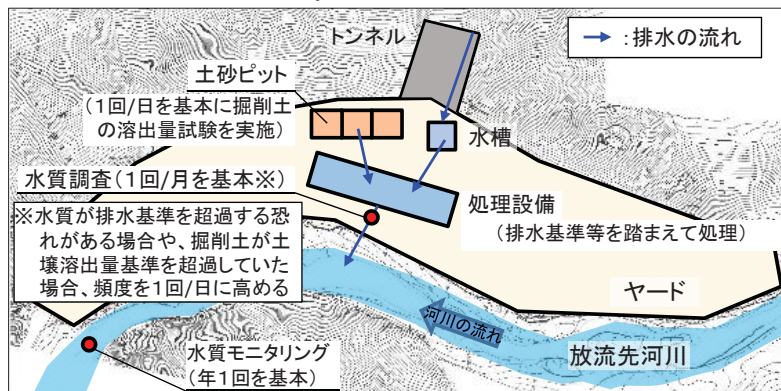 トンネル
→ :排水の流れ
土砂ピット
(1回/日を基本に掘削土
の溶出量試験を実施)
水槽
水質調査(1回/月を基本※)
処理設備
(排水基準等を踏まえて処理)
※水質が排水基準を超過する恐
れがある場合や、掘削土が土
壌溶出量基準を超過していた
場合、頻度を1回/日に高める
ヤード
河川の流れ
放流先河川
水質モニタリング
(年1回を基本)